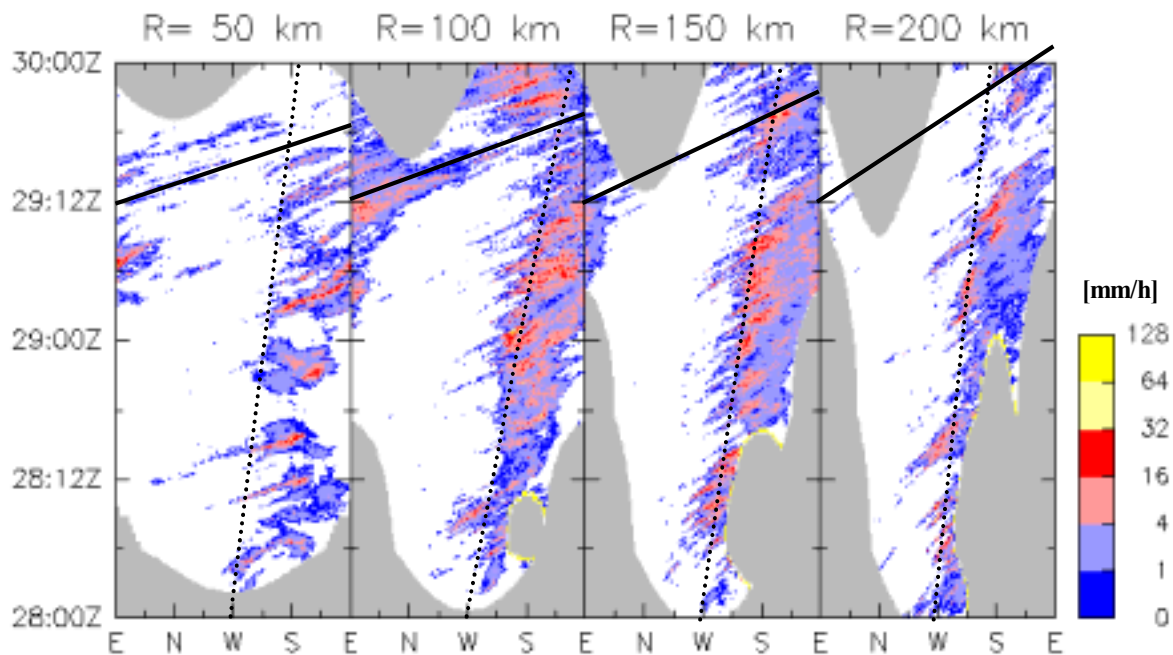 R= 50 km R=100 km R=150 km R=200 km
30:00Z
29:12Z
29:00Z
28:12Z
28:00Z
E N W S E N W S E N W S E N W S E
[mm/h]
128
64
32
16
4
1
0